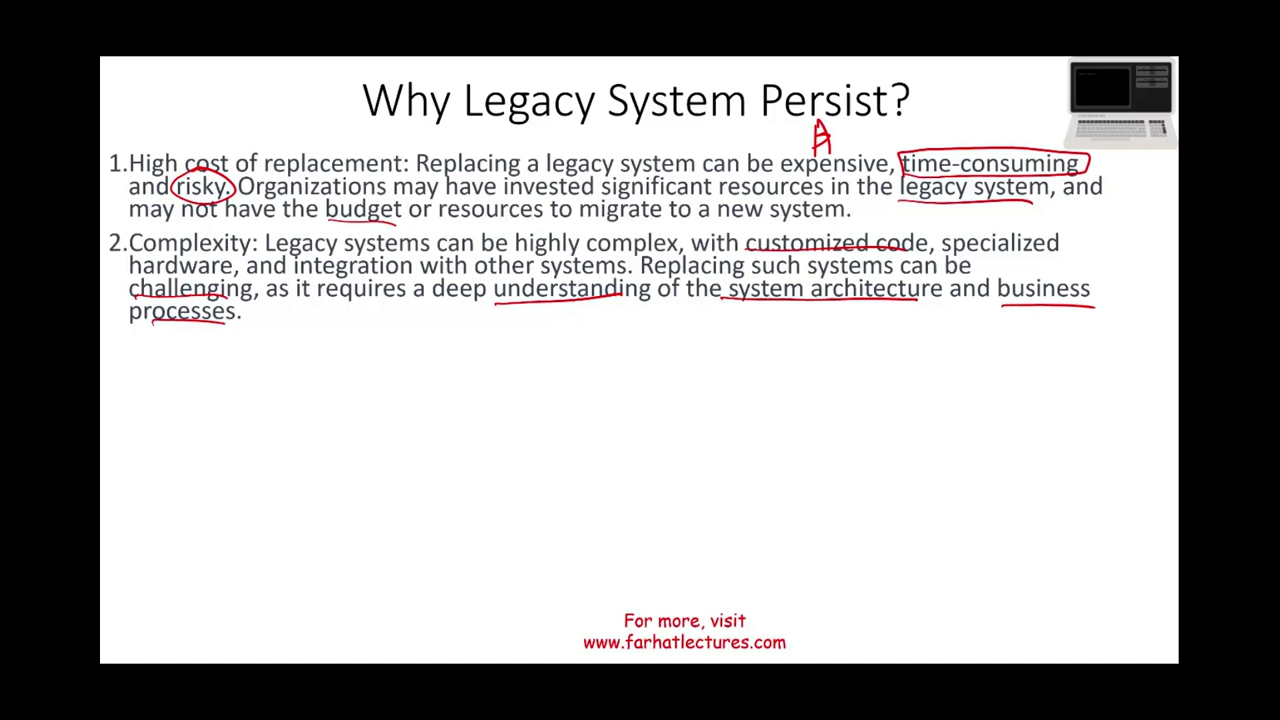 Why Legacy System Persist?
A
1.High cost of replacement: Replacing a legacy system can be expensive, time-consuming
and risky. Organizations may have invested significant resources in the legacy system, and
may not have the budget or resources to migrate to a new system.
2.Complexity: Legacy systems can be highly complex, with customized code, specialized
hardware, and integration with other systems. Replacing such systems can be
challenging, as it requires a deep understanding of the system architecture and business
processes.
For more, visit
www.farhatlectures.com